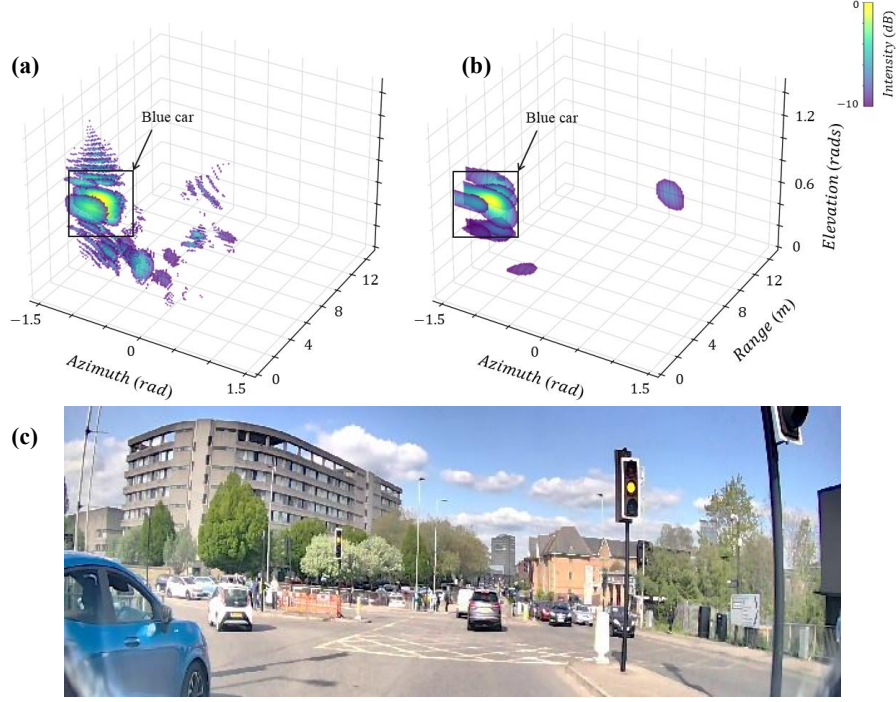 (a)
Blue car
−1.5
0
1.5
Azimuth (rad)
0
4
8
12
(b)
Blue car
−1.5
0
1.5
Azimuth (rad)
0
4
8
12
Range (m)
0
0.6
1.2
Elevation (rads)
0
−10
Intensity (dB)
(c)